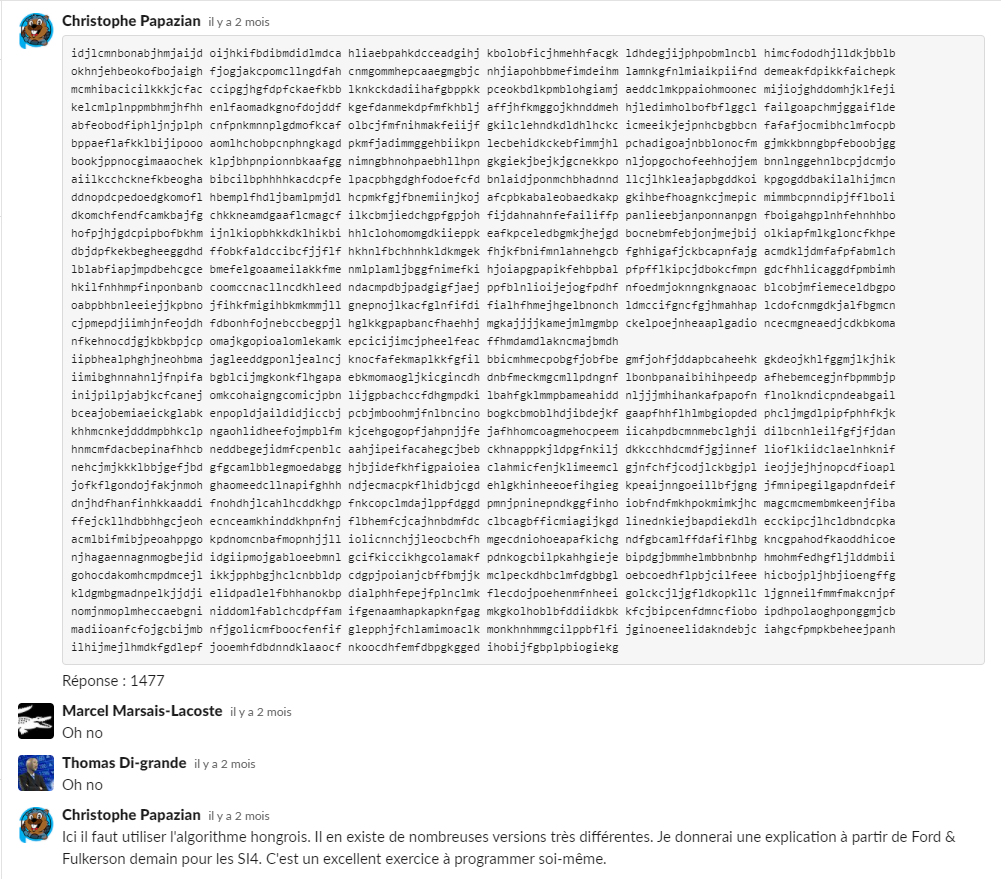 Christophe Papazian il y a 2 mois
idjlcmnbonabjhmjaijd oijhkifbdibmdidlmdca hliaebpahkdcceadgihj kbolobficjhmehhfacgk ldhdegjijphpobmlncbl himcfododhjlldkjbblb
okhnjehbeokofbojaigh fjogjakcpomcllngdfah cnmgommhepcaaegmgbjc nhjiapohbbmefimdeihm lamnkgfnlmiaikpiifnd demeakfdpikkfaichepk
mcmhibacicilkkkjcfac ccipgjhgfdpfckaefkbb lknkckdadiihafgbppkk pceokbdlkpmblohgiamj aeddclmkppaiohmoonec mijiojghddomhjklfeji
kelcmlplnppmbhmjhfhh enlfaomadkgnofdojddf kgefdanmekdpfmfkhblj affjhfkmggojkhnddmeh hjledimholbofbflggcl failgoapchmjggaiflde
abfeobodfiphljnjplph cnfpnkmnnplgdmofkcaf olbcjfmfnihmakfeiijf gkilclehndkdldhlhckc icmeeikjejpnhcbgbbcn fafafjocmibhclmfocpb
bppaeflafkklbijipooo aaomlhchobpcnphngkagd pkmfjadimmggehbiikpn lecbehidkckebfimmjhl pchadigoajnbblonocfm gjmkkbnngbpfeboobjgg
bookjppnocgimaaochek klpjbhpnpionnbkaafgg nimngbhnohpaebhllhpn gkgiekjbejkjgcnekkpo nljopgochofeehhojjem bnnlnggehnlbcpjdcmjo
aiilkcchcknefkbeogha bibcilbphhhhkacdcpfe lpacpbhgdghfodoefcfd bnlaidjponmchbhadnnd llcjlhkleajapbgddkoi kpgogddbakilalhijmcn
ddnopdcpedoedgkomofl hbemplfhdljbamlpmjdl hcpmkfgjfbnemiinjkoj afcpbkabaleobaedkakp gkihbefhoagnkcjmepic mimmbcpnndipjfflboli
dkomchfendfcamkbajfg chkkneamdgaaflcmagcf ilkcbmjiedchgpfgpjoh fijdahnahnfefailiffp panlieebjanponnanpgn fboigahgplnhfehnhhbo
hofpjhjgdcpipbofbkhm ijnlkiopbhkkdklhikbi hhlclohomomgdkiieppk eafkpceledbgmkjhejgd bocnebmfebjonjmejbij olkiapfmlkgloncfkhpe
dbjdpfkekbegheeggdhd ffobkfaldccibcfjjflf hkhnlfbchhnhkldkmgek fhjkfbnifmnlahnehgcb fghhigafjckbcapnfajg acmdkljdmfafpfabmlch
lblabfiapjmpdbehcgce bmefelgoaameilakkfme nmlplamljbggfnimefki hjoiapgpapikfehbpbal pfpfflkipcjdbokcfmpn gdcfhhlicaggdfpmbimh
hkilfnhhmpfinponbanb coomccnacllncdkhleed ndacmpdbjpadgigfjaej ppfblnlioijejogfpdhf nfoedmjoknngnkgnaoac blcobjmfiemeceldbgpo
oabpbhbnleeiejjkpbno jfihkfmigihbkmkmmjll gnepnojlkacfglnfifdi fialhfhmejhgelbnonch ldmccifgncfgjhmahhap lcdofcnmgdkjalfbgmcn
cjpmepdjiimhjnfeojdh fdbonhfojnebccbegpjl hglkkgpapbancfhaehhj mgkajjjjkamejmlmgmbp ckelpoejnheaaplgadio ncecmgneaedjcdkbkoma
nfkehnocdjgjkbkbpjcp omajkgopioalomlekamk epcicijimcjpheelfeac ffhmdamdlakncmajbmdh
iipbhealphghjneohbma jagleeddgponljealncj knocfafekmaplkkfgfil bbicmhmecpobgfjobfbe gmfjohfjddapbcaheehk gkdeojkhlfggmjlkjhik
iimibghnnahnljfnpifa bgblcijmgkonkflhgapa ebkmomaogljkicgincdh dnbfmeckmgcmllpdngnf lbonbpanaibihihpeedp afhebemcegjnfbpmmbjp
inijpilpjabjkcfcanej omkcohaigngcomicjpbn lijgpbachccfdhgmpdki lbahfgklmmpbameahidd nljjjmhihankafpapofn flnolkndicpndeabgail
bceajobemiaeickglabk enpopldjaildidjiccbj pcbjmboohmjfnlbncino bogkcbmoblhdjibdejkf gaapfhhflhlmbgiopded phcljmgdlpipfphhfkjk
khhmcnkejdddmpbhkclp ngaohlidheefojmpblfm kjcehgogopfjahpnjjfe jafhhomcoagmehocpeem iicahpdbcmnmebclghji dilbcnhleilfgfjfjdan
hnmcmfdacbepinafhhcb neddbegejidmfcpenblc aahjipeifacahegcjbeb ckhnapppkjldpgfnkilj dkkcchhdcmdfjgjinnef lioflkiidclaelnhknif
nehcjmjkkklbbjgefjbd gfgcamlbblegmoedabgg hjbjidefkhfigpaioiea clahmicfenjklimeemcl gjnfchfjcodjlckbgjpl ieojjejhjnopcdfioapl
jofkflgondojfakjnmoh ghaomeedcllnapifghhh ndjecmacpkflhidbjcgd ehlgkhinheeoefihgieg kpeaijnngoeillbfjgng jfmnipegilgapdnfdeif
dnjhdfhanfinhkkaaddi fnohdhjlcahlhcddkhgp fnkcopclmdajlppfdggd pmnjpninepndkggfinho iobfndfmkhpokmimkjhc magcmcmembmkeenjfiba
ffejckllhdbbhhgcjeoh ecnceamkhinddkhpnfnj flbhemfcjcajhnbdmfdc clbcagbfficmiagijkgd linednkiejbapdiekdlh ecckipcjlhcldbndcpka
acmlbifmibjpeoahppgo kpdnomcnbafmopnhjjll iolicnnchjjleocbchfh mgecdniohoeapafkichg ndfgbcamlffdafiflhbg kncgpahodfkaoddhicoe
njhagaennagnmogbejid idgiipmojgabloeebmnl gcifkiccikhgcolamakf pdnkogcbilpkahhgieje bipdgjbmmhelmbbnbnhp hmohmfedhgfljlddmbii
gohocdakomhcmpdmcejl ikkjpphbgjhclcnbbldp cdgpjpoianjcbffbmjjk mclpeckdhbclmfdgbbgl oebcoedhflpbjcilfeee hicbojpljhbjioengffg
kldgmbgmadnpelkjjdji elidpadlelfbhhanokbp dialphhfepejfplnclmk flecdojpoehenmfnheei golckcjljgfldkopkllc ljgnneilfmmfmakcnjpf
nomjnmoplmheccaebgni niddomlfablchcdpffam ifgenaamhapkapknfgag mkgkolhoblbfddiidkbk kfcjbipcenfdmncfiobo ipdhpolaoghponggmjcb
madiioanfcfojgcbijmb nfjgolicmfboocfenfif glepphjfchlamimoaclk monkhnhmmgcilppbflfi jginoeneelidakndebjc iahgcfpmpkbeheejpanh
ilhijmejlhmdkfgdlepf jooemhfdbdnndklaaocf nkoocdhfemfdbpgkgged ihobijfgbplpbiogiekg
Réponse : 1477
Marcel Marsais-Lacoste il y a 2 mois
Oh no
Thomas Di-grande il y a 2 mois
Oh no
Christophe Papazian il y a 2 mois
Ici il faut utiliser l'algorithme hongrois. Il en existe de nombreuses versions très différentes. Je donnerai une explication à partir de Ford &
Fulkerson demain pour les SI4. C'est un excellent exercice à programmer soi-même.